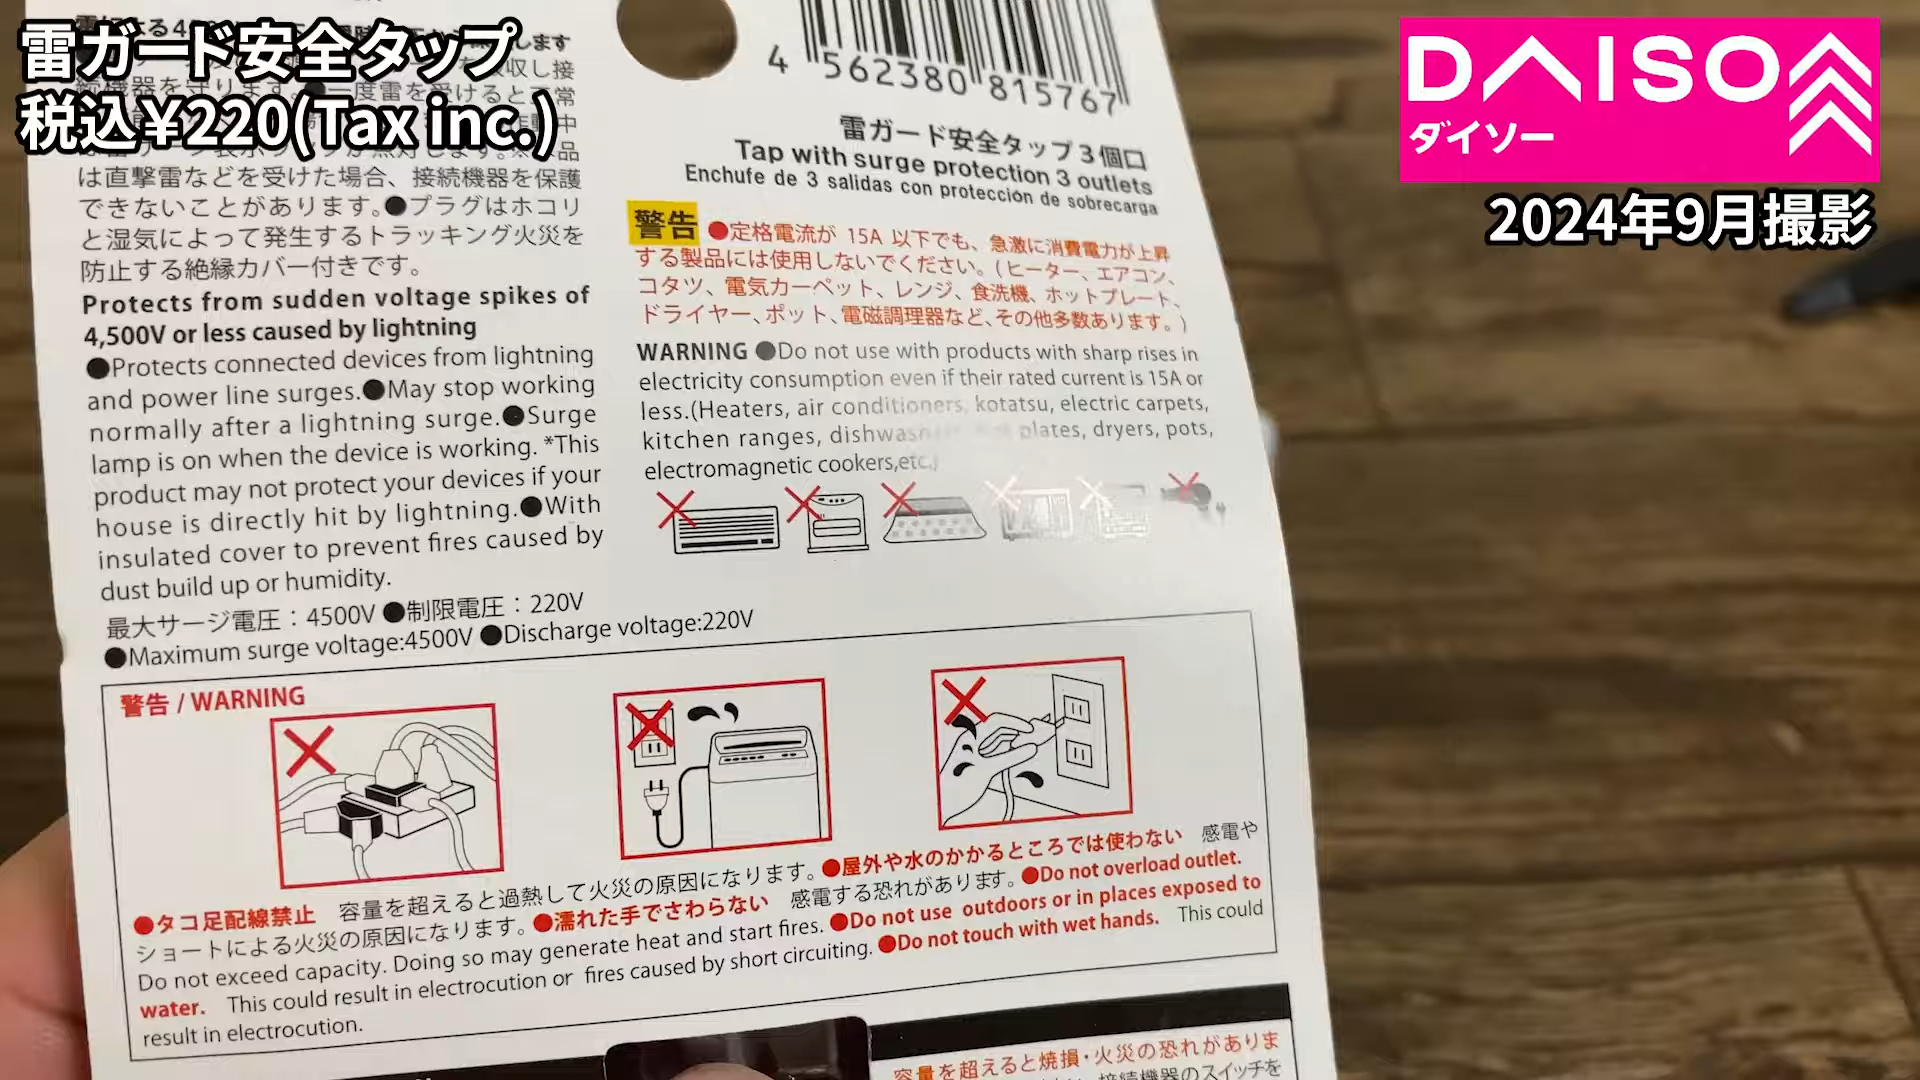 雷ガード安全タップ
税込¥220(Tax inc.)
DAISO
ダイソー
2024年9月撮影
は直撃雷などを受けた場合、接続機器を保護
できないことがあります。●プラグはホコリ
と湿気によって発生するトラッキング火災を
防止する絶縁カバー付きです。
Protects from sudden voltage spikes of
4,500V or less caused by lightning
●Protects connected devices from lightning
and power line surges.●May stop working
normally after a lightning surge.●Surge
lamp is on when the device is working. *This
product may not protect your devices if your
house is directly hit by lightning.●With
insulated cover to prevent fires caused by
dust build up or humidity.
最大サージ電圧：4500V ●制限電圧：220V
●Maximum surge voltage:4500V ●Discharge voltage:220V
4 562380 815767
雷ガード安全タップ3個口
Tap with surge protection 3 outlets
Enchufe de 3 salidas con protección de sobrecarga
警告 ●定格電流が 15A 以下でも、急激に消費電力が上昇
する製品には使用しないでください。(ヒーター、エアコン、
コタツ、電気カーペット、レンジ、食洗機、ホットプレート、
ドライヤー、ポット、電磁調理器など、その他多数あります。)
WARNING ●Do not use with products with sharp rises in
electricity consumption even if their rated current is 15A or
less.(Heaters, air conditioners, kotatsu, electric carpets,
kitchen ranges, plates, dryers, pots,
electromagnetic cookers,etc.)
警告 / WARNING
●タコ足配線禁止 容量を超えると過熱して火災の原因になります。●屋外や水のかかるところでは使わない 感電や
ショートによる火災の原因になります。●濡れた手でさわらない 感電する恐れがあります。●Do not overload outlet.
Do not exceed capacity. Doing so may generate heat and start fires. ●Do not use outdoors or in places exposed to
water. This could result in electrocution or fires caused by short circuiting. ●Do not touch with wet hands. This could
result in electrocution.
容量を超えると焼損・火災の恐れがありま
接続機器のスイッチを